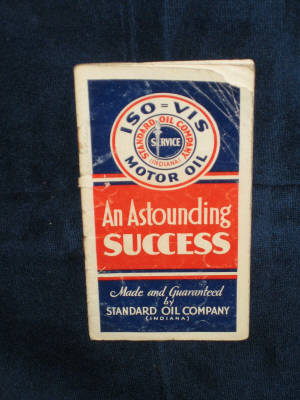 ISO=VIS
STANDARD OIL COMPANY
SERVICE
(INDIANA)
MOTOR OIL
An Astounding
SUCCESS
Made and Guaranteed
by
STANDARD OIL COMPANY
(INDIANA)